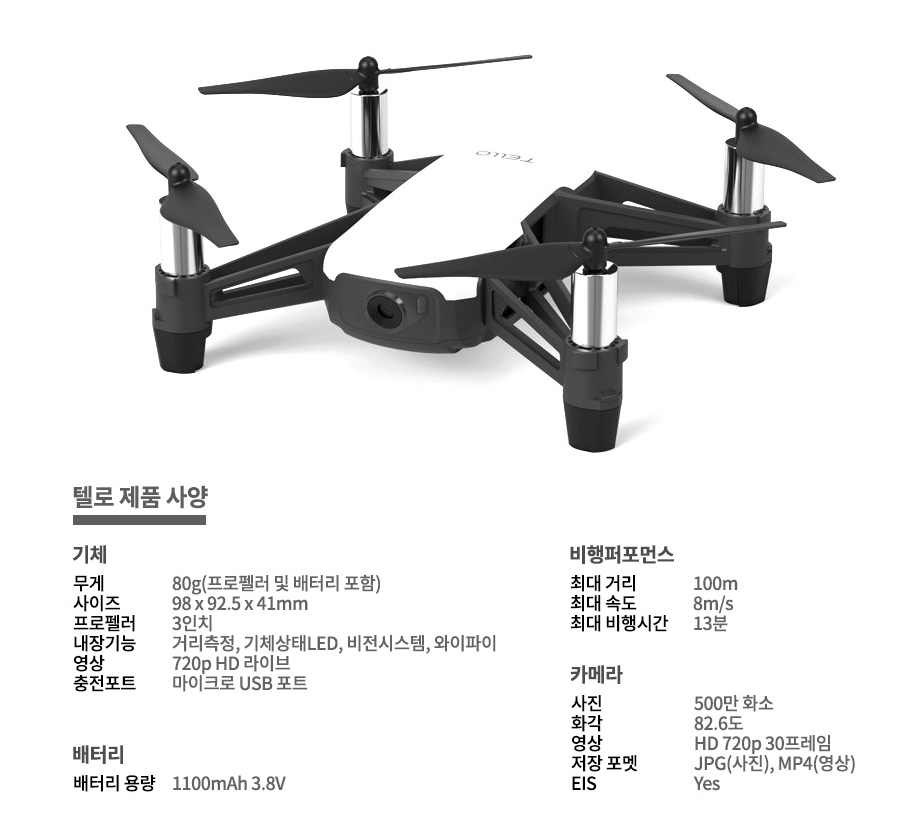 TELLO
텔로 제품 사양
기체
무게 80g(프로펠러 및 배터리 포함)
사이즈 98 x 92.5 x 41mm
프로펠러 3인치
내장기능 거리측정, 기체상태LED, 비전시스템, 와이파이
영상 720p HD 라이브
충전포트 마이크로 USB 포트
배터리
배터리 용량 1100mAh 3.8V
비행퍼포먼스
최대 거리 100m
최대 속도 8m/s
최대 비행시간 13분
카메라
사진 500만 화소
화각 82.6도
영상 HD 720p 30프레임
저장 포멧 JPG(사진), MP4(영상)
EIS Yes